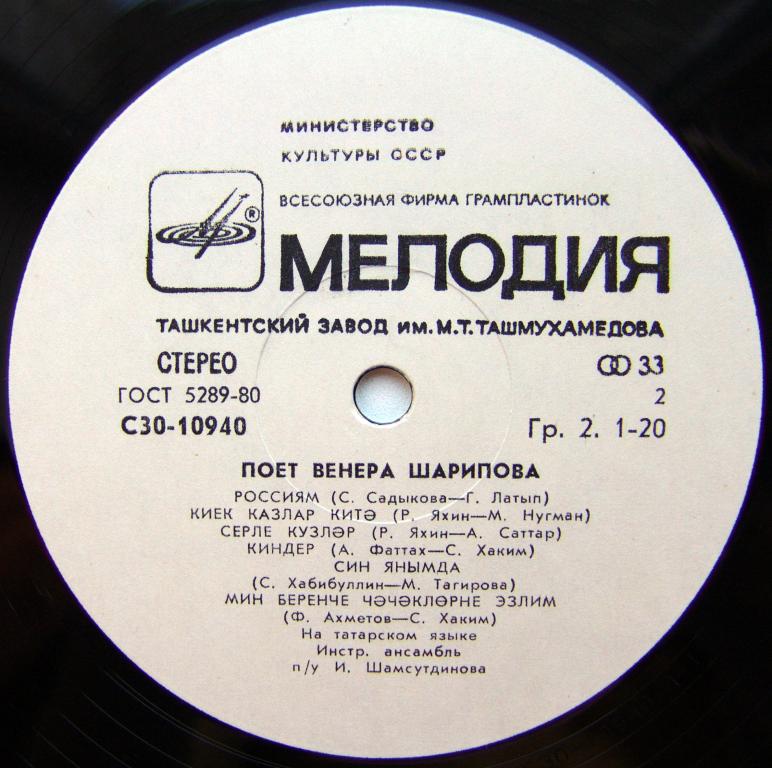 МИНИСТЕРСТВО
КУЛЬТУРЫ СССР
ВСЕСОЮЗНАЯ ФИРМА ГРАМПЛАСТИНОК
®
МЕЛОДИЯ
ТАШКЕНТСКИЙ ЗАВОД ИМ. М.Т. ТАШМУХАМЕДОВА
СТЕРЕО 33
ГОСТ 5289-80 2
С30-10940 Гр. 2. 1-20
ПОЕТ ВЕНЕРА ШАРИПОВА
РОССИЯМ (С. Садыкова—Г. Латып)
КИЕК КАЗЛАР КИТӘ (Р. Яхин—М. Нугман)
СЕРЛЕ КУЗЛӘР (Р. Яхин—А. Саттар)
КИНДЕР (А. Фаттах—С. Хаким)
СИН ЯНЫМДА
(С. Хабибуллин—М. Тагирова)
МИН БЕРЕНЧЕ ЧӘЧӘКЛӨРНЕ ЭЗЛИМ
(Ф. Ахметов—С. Хаким)
На татарском языке
Инстр. ансамбль
п/у И. Шамсутдинова